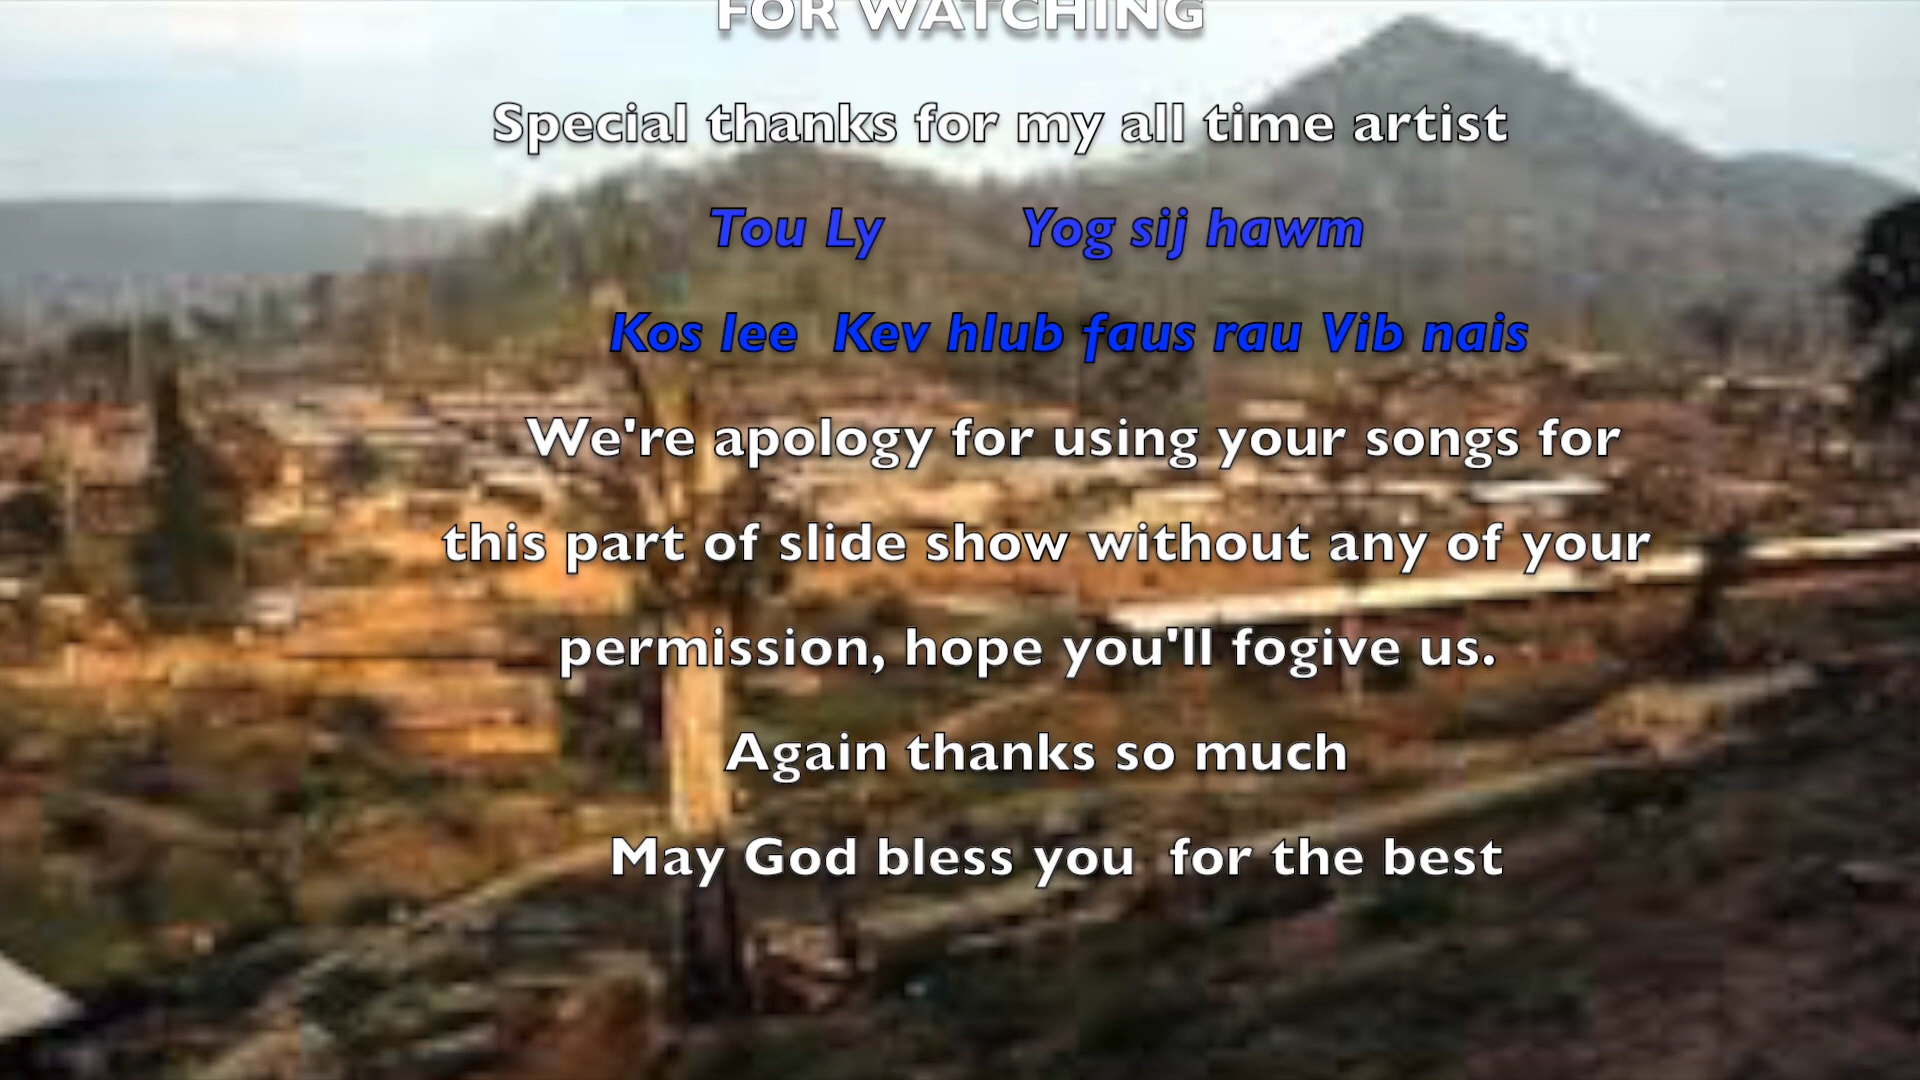 FOR WATCHING
Special thanks for my all time artist
Tou Ly Yog sij hawm
Kos lee Kev hlub faus rau Vib nais
We're apology for using your songs for
this part of slide show without any of your
permission, hope you'll fogive us.
Again thanks so much
May God bless you for the best